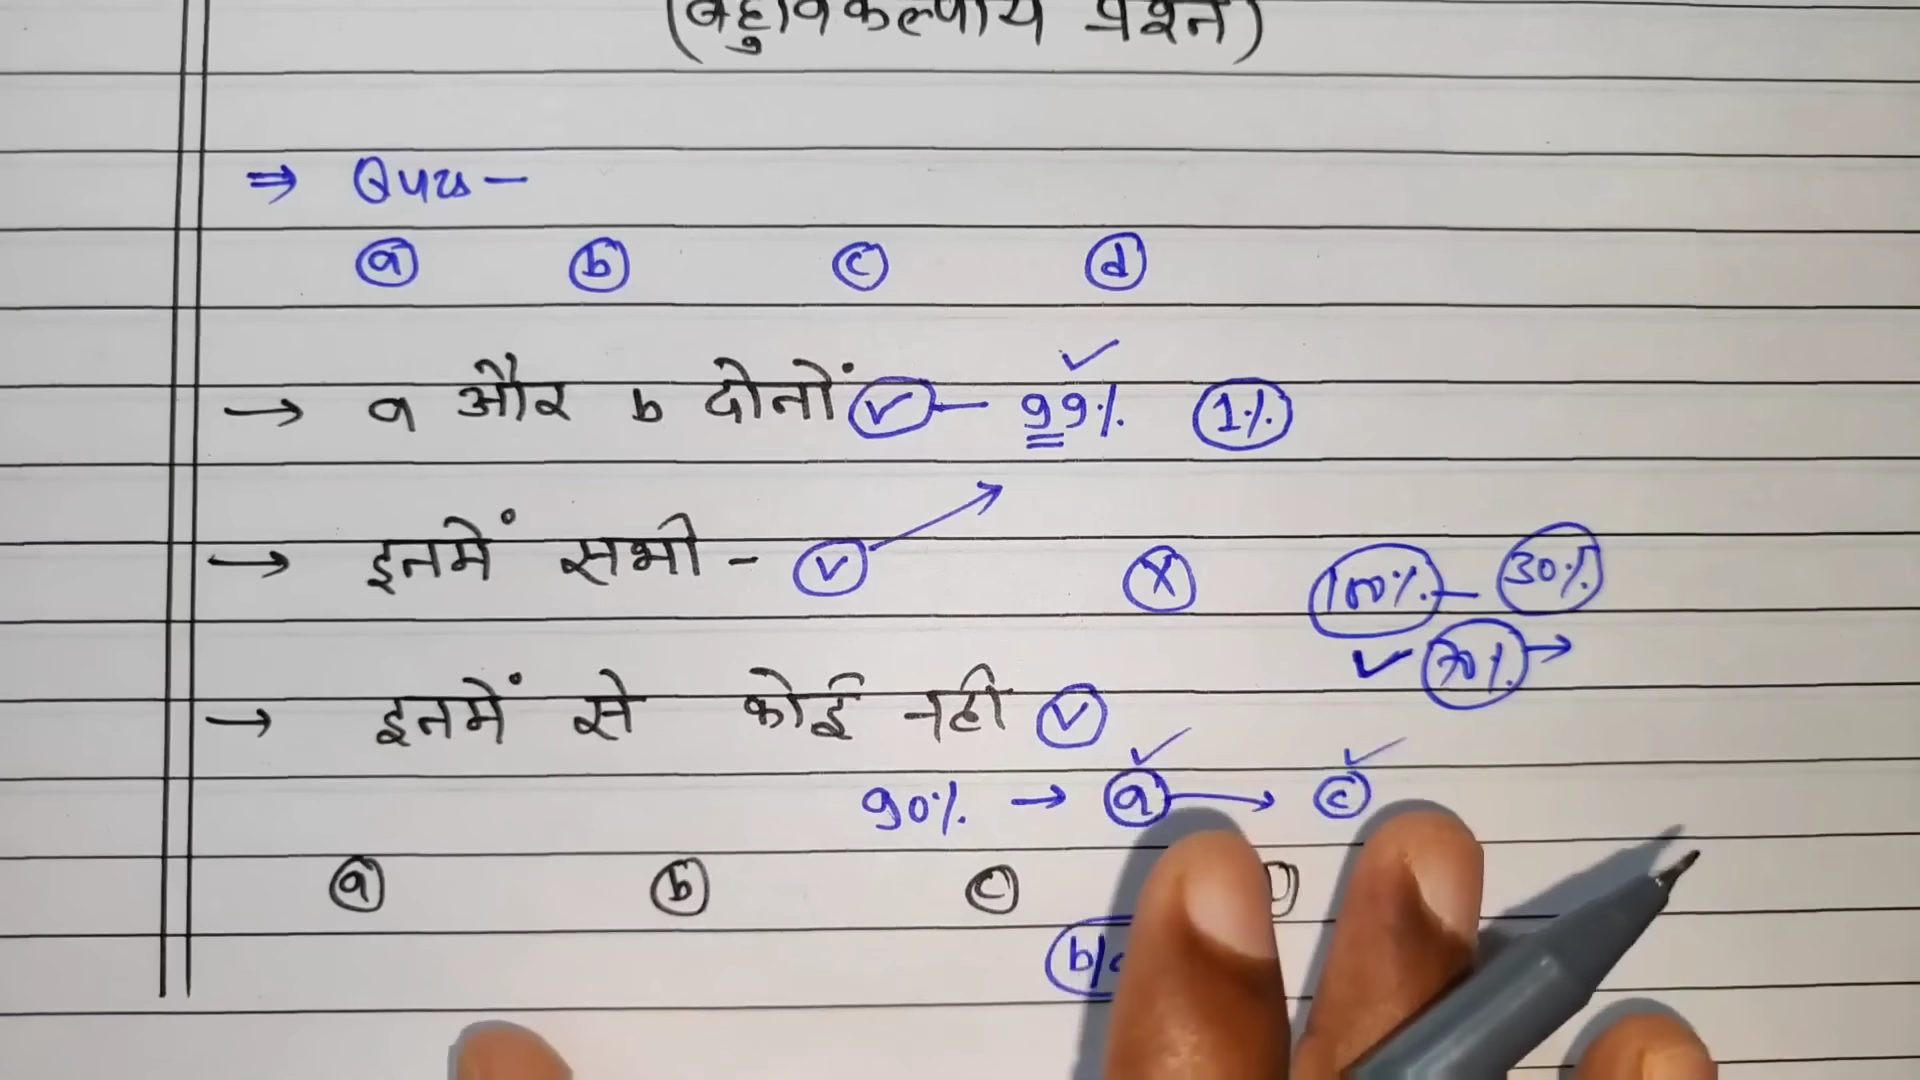 (बहुविकल्पीय प्रश्न)
⇒ Ques -
(a) (b) (c) (d)
→ a और b दोनों ✓ - 99% ✓ 1%
→ इनमें सभी - ✓ X 100% - 30%
✓ 70% →
→ इनमें से कोई नही ✓
90% → a ✓ → c ✓
(a) (b) (c)
b/c